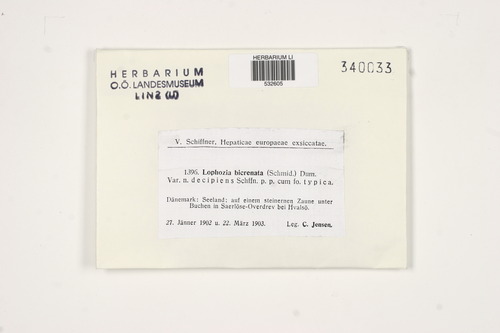 HERBARIUM LI
532605
340033
HERBARIUM
O.Ö. LANDESMUSEUM
LINZ (LI)
V. Schiffner, Hepaticae europaeae exsiccatae.
1896. Lophozia bicrenata (Schmid.) Dum.
Var. n. decipiens Schffn. p. p. cum fo. typica.
Dänemark: Seeland; auf einem steinernen Zaune unter
Buchen in Saerlöse-Overdrev bei Hvalsö.
27. Jänner 1902 u. 22. März 1903. Leg. C. Jensen.